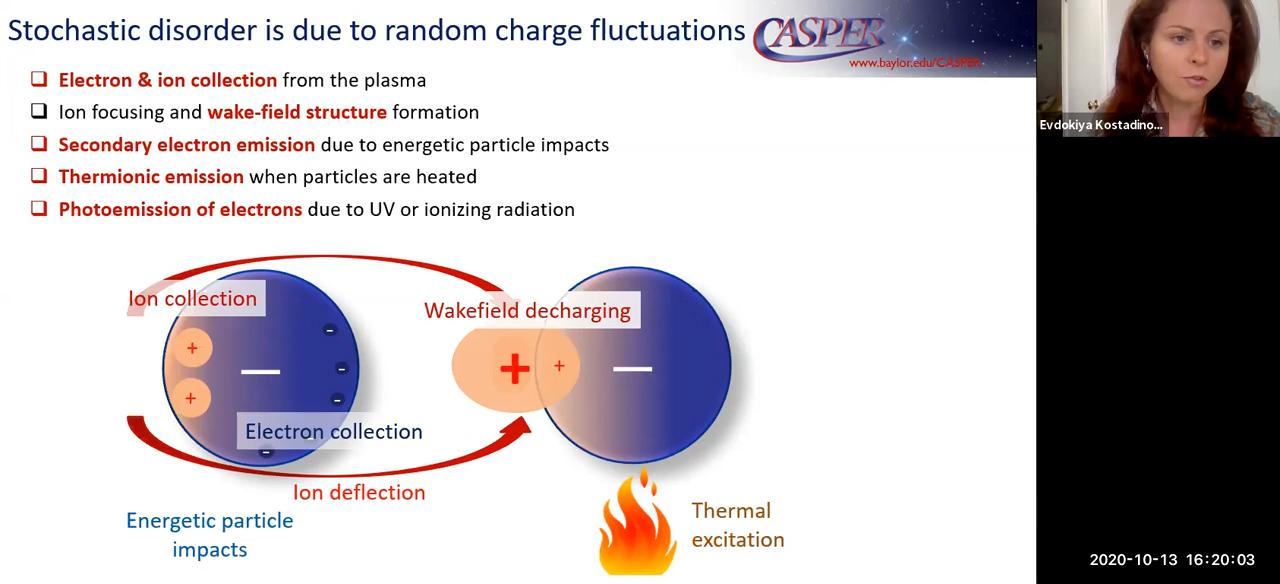 Stochastic disorder is due to random charge fluctuations
CASPER
www.baylor.edu/CASPER
Electron & ion collection from the plasma
Ion focusing and wake-field structure formation
Secondary electron emission due to energetic particle impacts
Thermionic emission when particles are heated
Photoemission of electrons due to UV or ionizing radiation
Evdokiya Kostadino...
Ion collection
Wakefield decharging
+
+
—
-
-
-
-
+
+
—
Electron collection
Ion deflection
Energetic particle
impacts
Thermal
excitation
2020-10-13 16:20:03